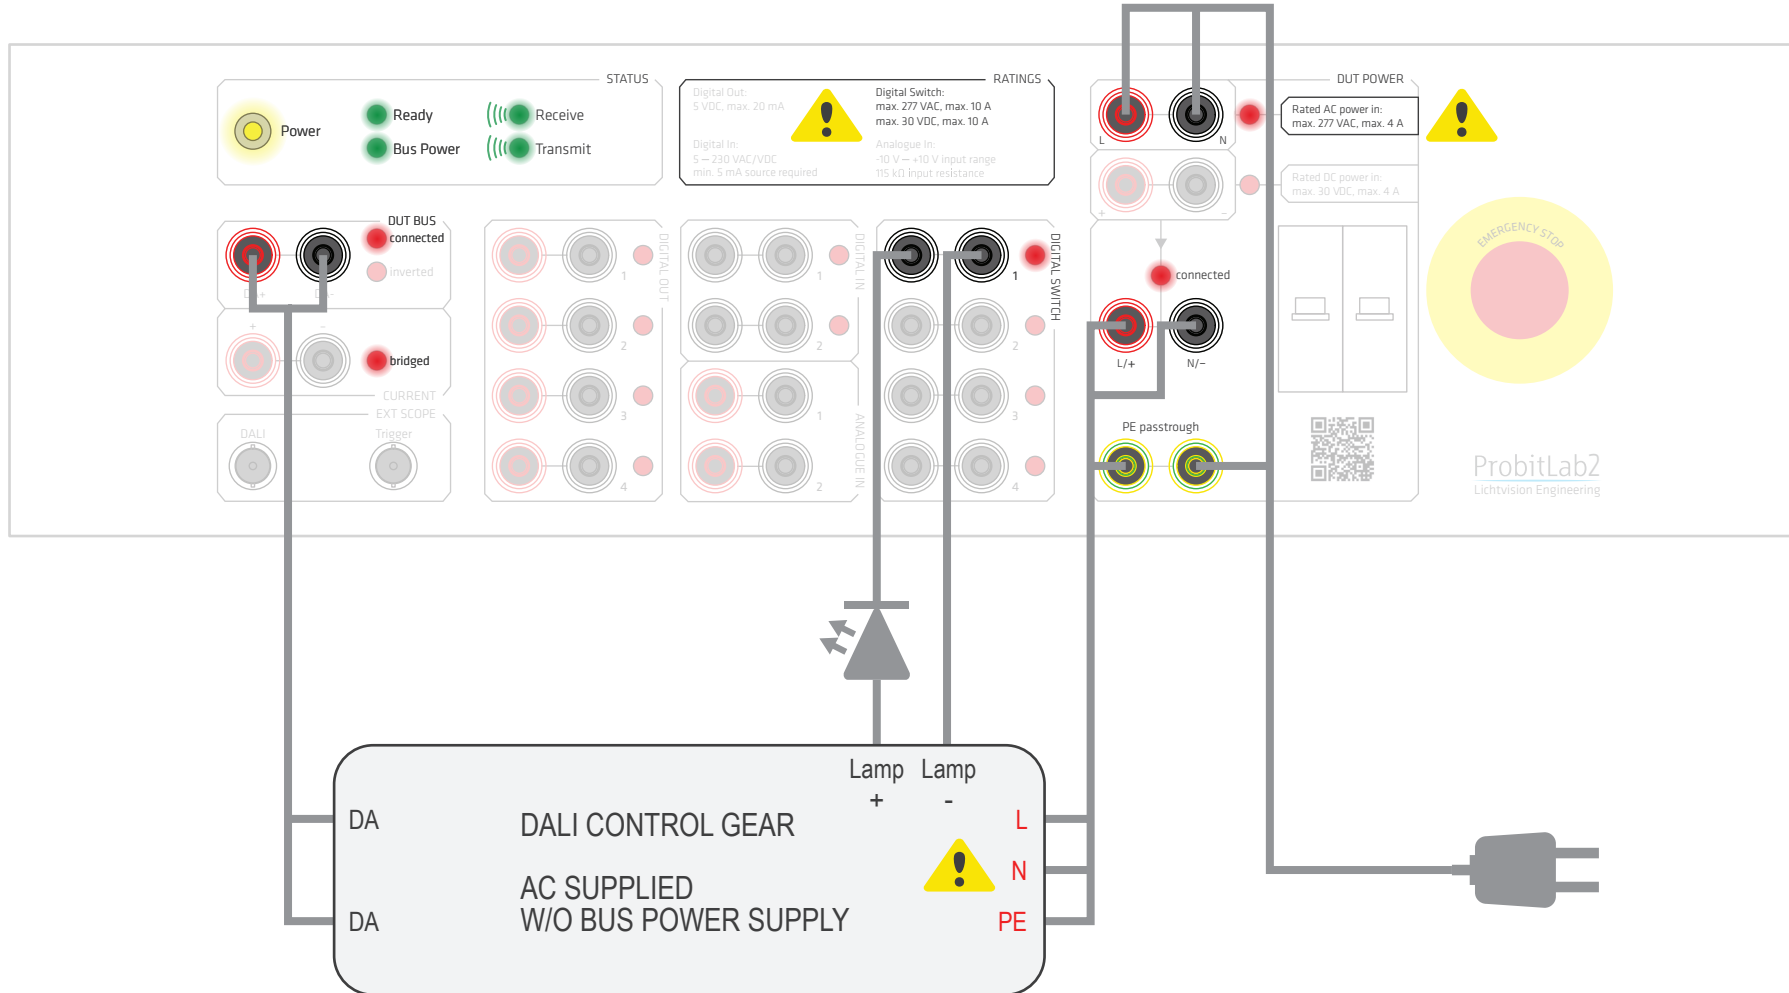 STATUS
Power
Ready
Bus Power
Receive
Transmit
RATINGS
Digital Out:
5 VDC, max. 20 mA
Digital In:
5 — 230 VAC/VDC
min. 5 mA source required
Digital Switch:
max. 277 VAC, max. 10 A
max. 30 VDC, max. 10 A
Analogue In:
-10 V — +10 V input range
115 kΩ Input resistance
DUT POWER
L
N
Rated AC power in:
max. 277 VAC, max. 4 A
+
−
Rated DC power in:
max. 30 VDC, max. 4 A
connected
L/+
N/−
PE passtrough
EMERGENCY STOP
ProbitLab2
Lichtvision Engineering
DUT BUS
connected
inverted
DA+
DA-
+
−
bridged
CURRENT
EXT SCOPE
DALI
Trigger
DIGITAL OUT
1
2
3
4
DIGITAL IN
1
2
ANALOGUE IN
1
2
DIGITAL SWITCH
1
2
3
4
Lamp Lamp
+ -
DA
DA
DALI CONTROL GEAR
AC SUPPLIED
W/O BUS POWER SUPPLY
L
N
PE